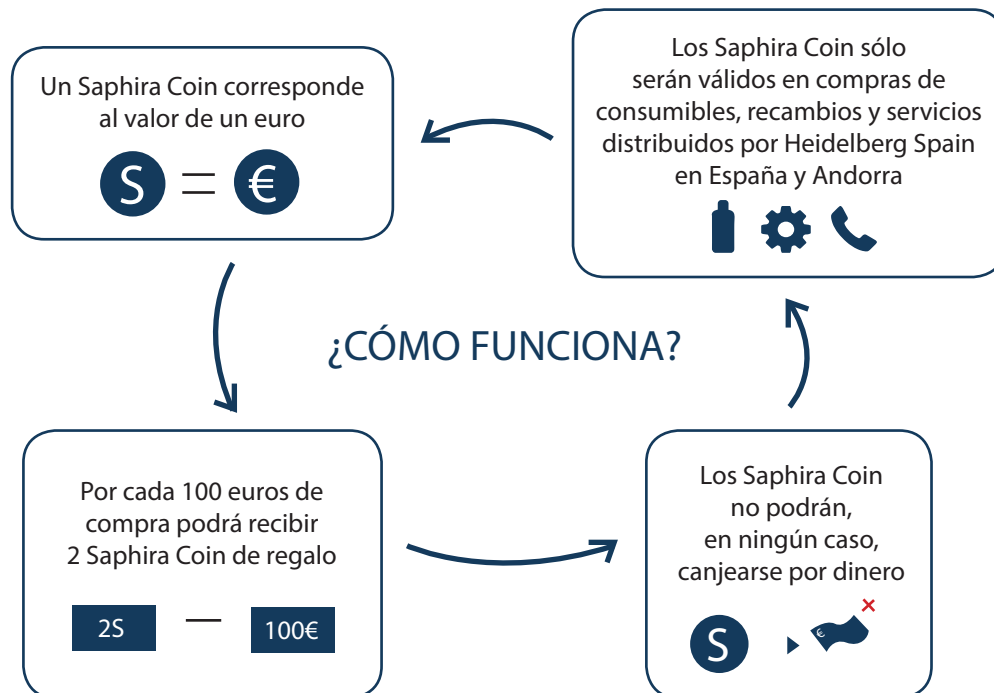 Un Saphira Coin corresponde
al valor de un euro
S = €
Los Saphira Coin sólo
serán válidos en compras de
consumibles, recambios y servicios
distribuidos por Heidelberg Spain
en España y Andorra
¿CÓMO FUNCIONA?
Por cada 100 euros de
compra podrá recibir
2 Saphira Coin de regalo
2S — 100€
Los Saphira Coin
no podrán,
en ningún caso,
canjearse por dinero
S €